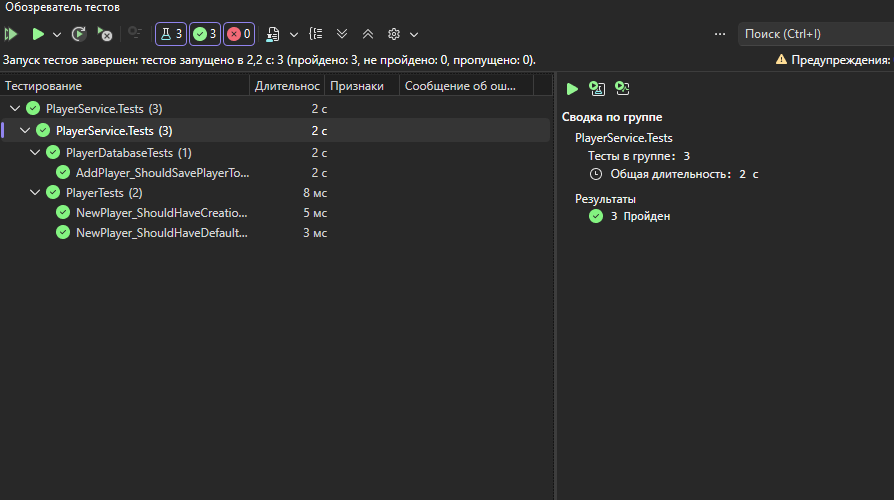 Обозреватель тестов
3 3 0 Поиск (Ctrl+I)
Запуск тестов завершен: тестов запущено в 2,2 с: 3 (пройдено: 3, не пройдено: 0, пропущено: 0). Предупреждения:
Тестирование Длительнос Признаки Сообщение об ош...
PlayerService.Tests (3) 2 с
PlayerService.Tests (3) 2 с
PlayerDatabaseTests (1) 2 с
AddPlayer_ShouldSavePlayerTo... 2 с
PlayerTests (2) 8 мс
NewPlayer_ShouldHaveCreatio... 5 мс
NewPlayer_ShouldHaveDefault... 3 мс
Сводка по группе
PlayerService.Tests
Тесты в группе: 3
Общая длительность: 2 с
Результаты
3 Пройден